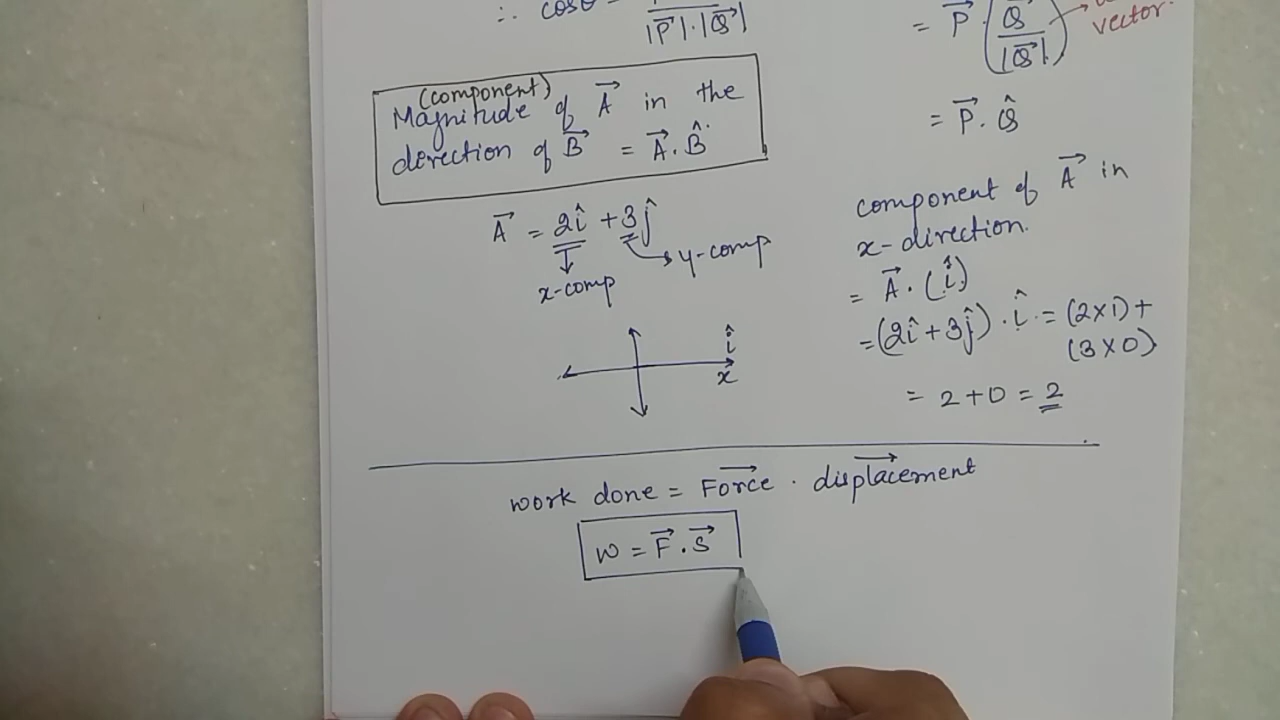 ∴ cosθ
|P⃗|.|Q⃗|
(component)
Magnitude of A⃗ in the
direction of B⃗ = A⃗.B̂
A⃗ = 2î + 3ĵ
x-comp
y-comp
î
x
= P⃗.(Q⃗/|Q⃗|)
vector.
= P⃗.Q̂
component of A⃗ in
x-direction.
= A⃗.(î)
=(2î+3ĵ).î = (2×1)+
(3×0)
= 2+0=2
work done = Force⃗ . displacement⃗
W = F⃗.S⃗